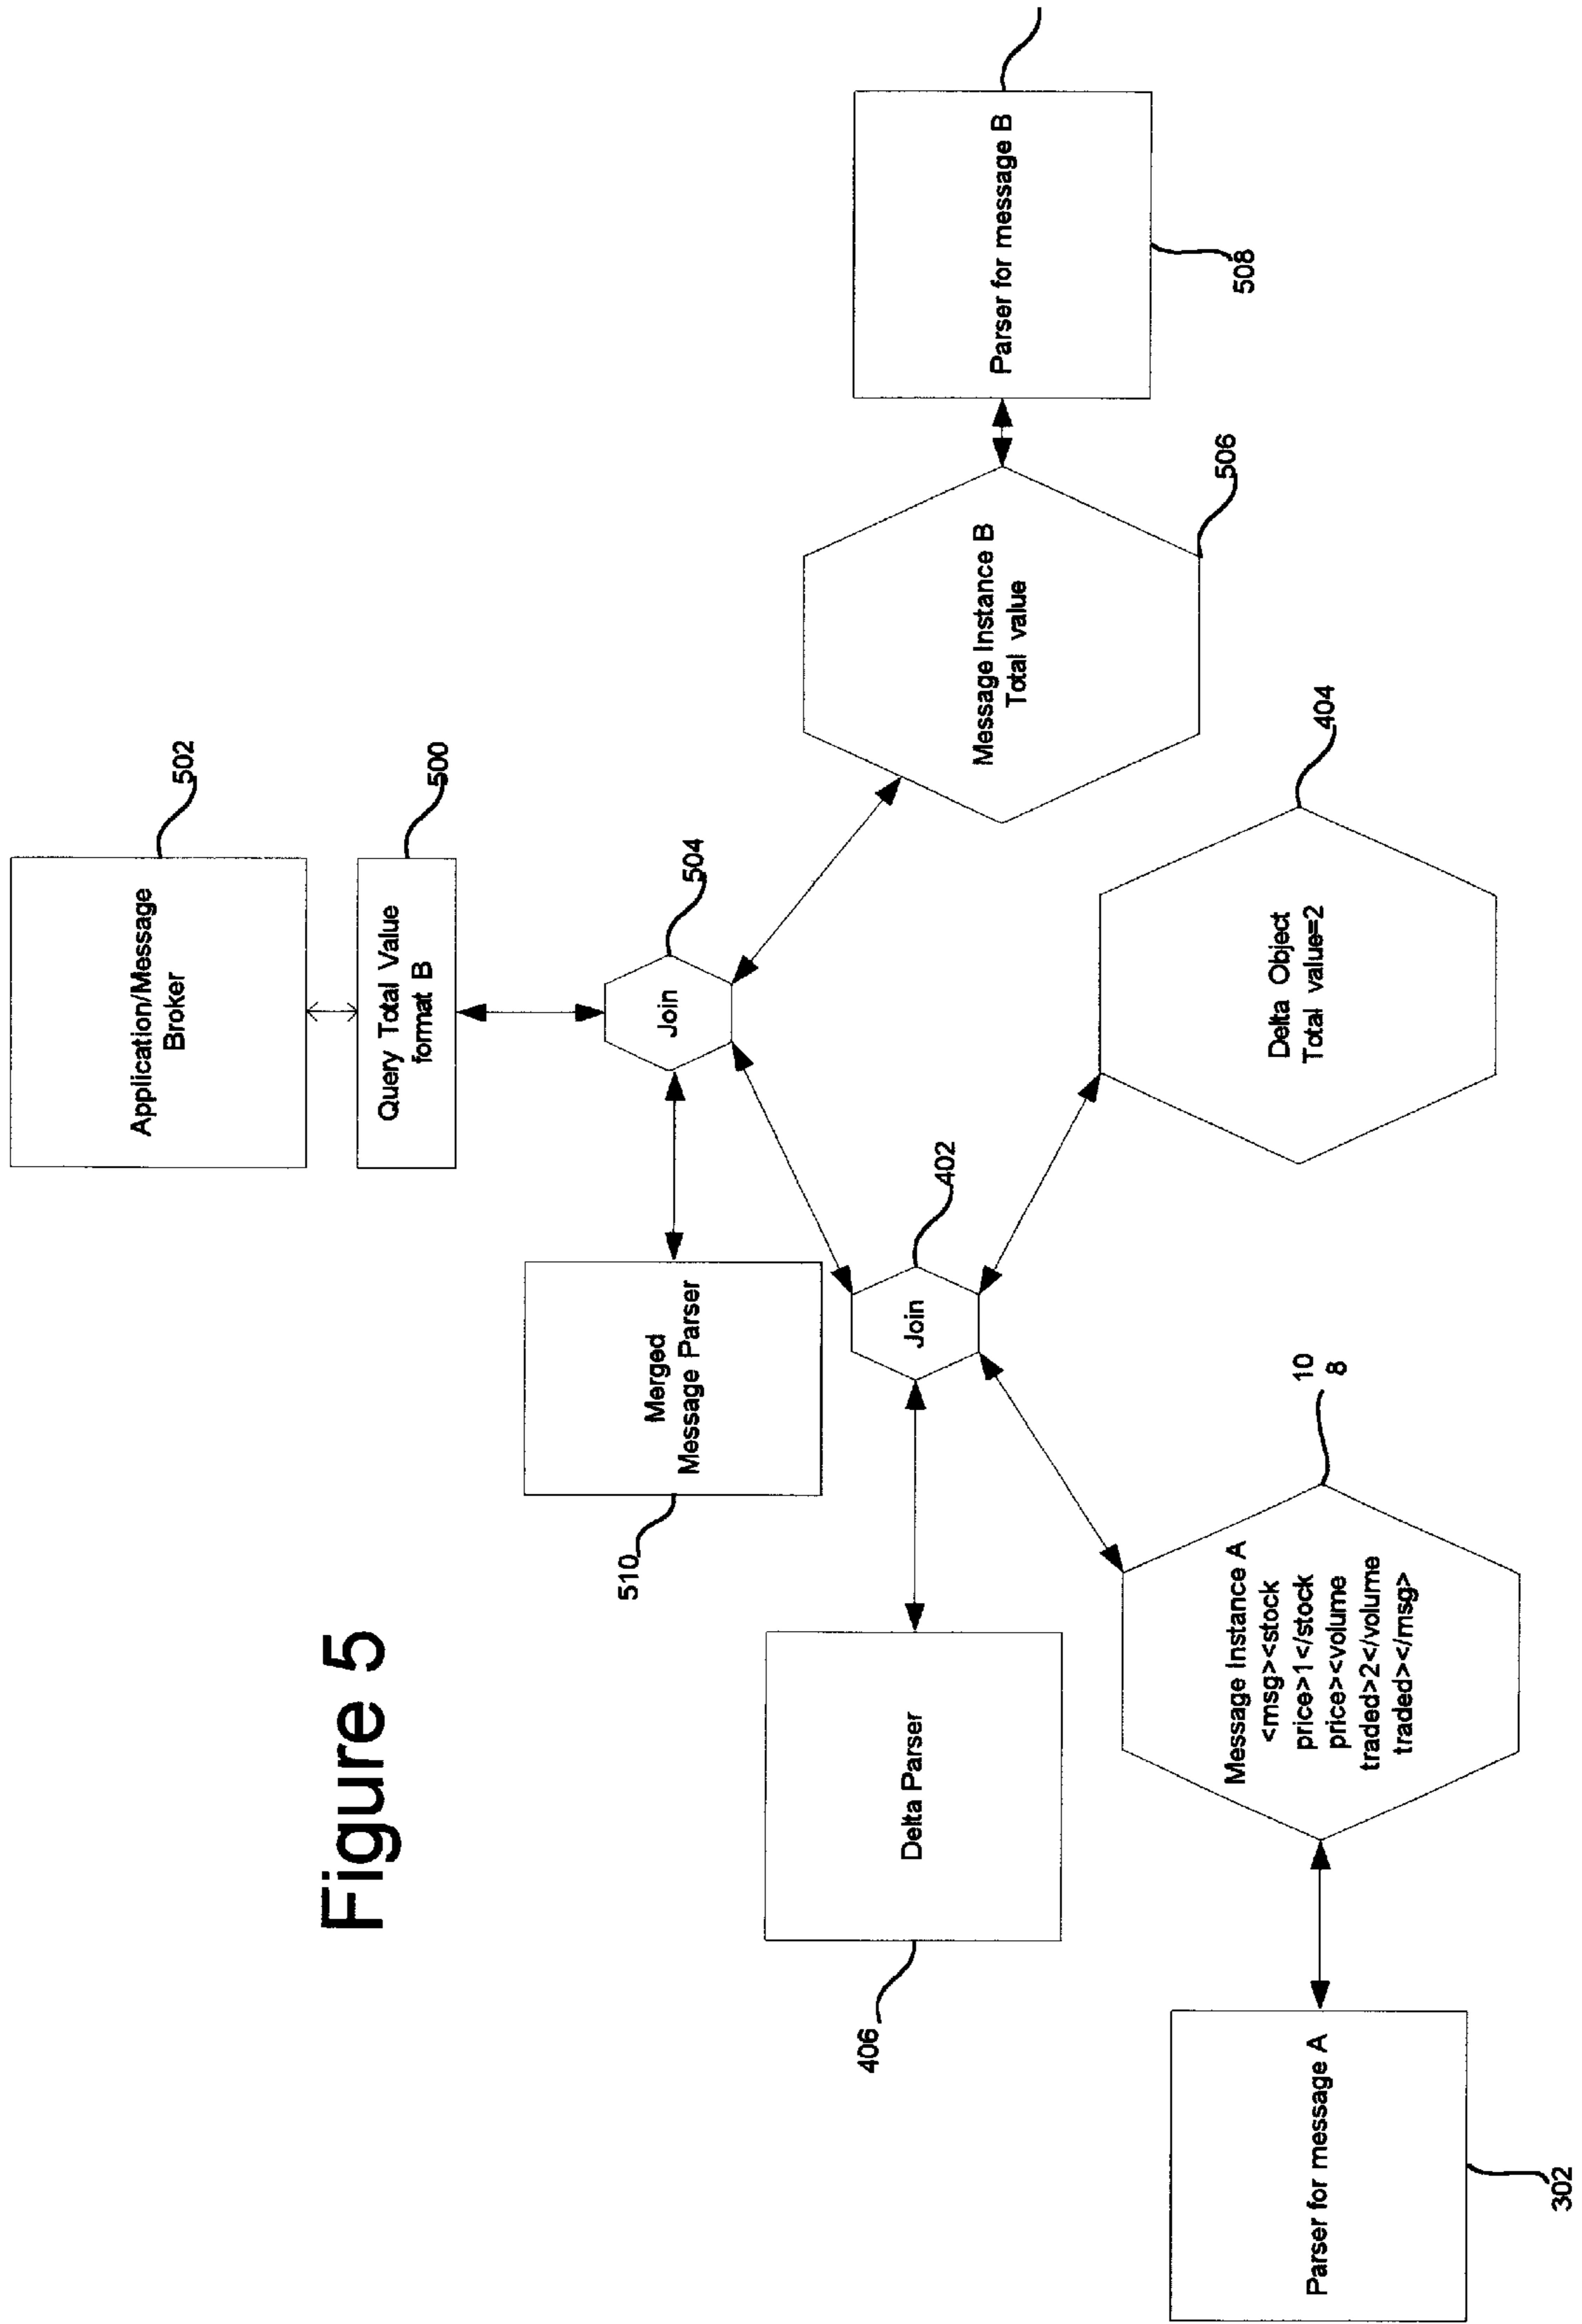 Figure 5
Application/Message
Broker
502
Query Total Value
format B
500
Join
504
Merged
Message Parser
510
Message Instance B
Total value
506
Parser for message B
508
Join
402
Delta Parser
406
Delta Object
Total value=2
404
Message Instance A
<msg><stock
price>1</stock
price><volume
traded>2</volume
traded></msg>
10
8
Parser for message A
302